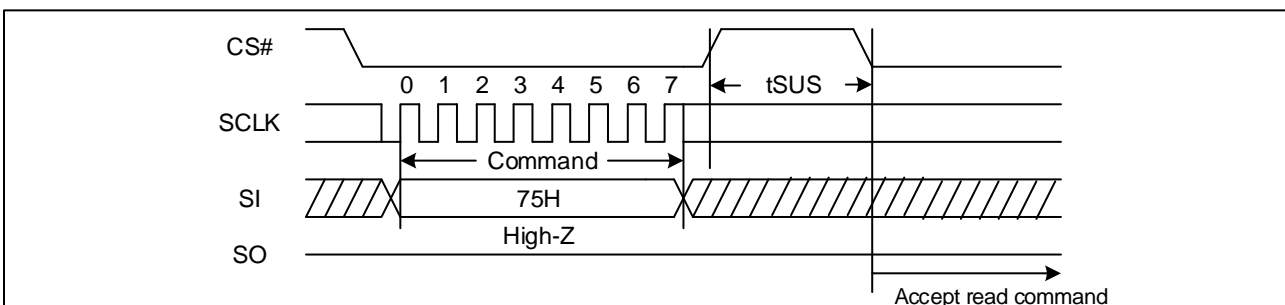 CS#
tSUS
0 1 2 3 4 5 6 7
SCLK
Command
SI
75H
High-Z
SO
Accept read command